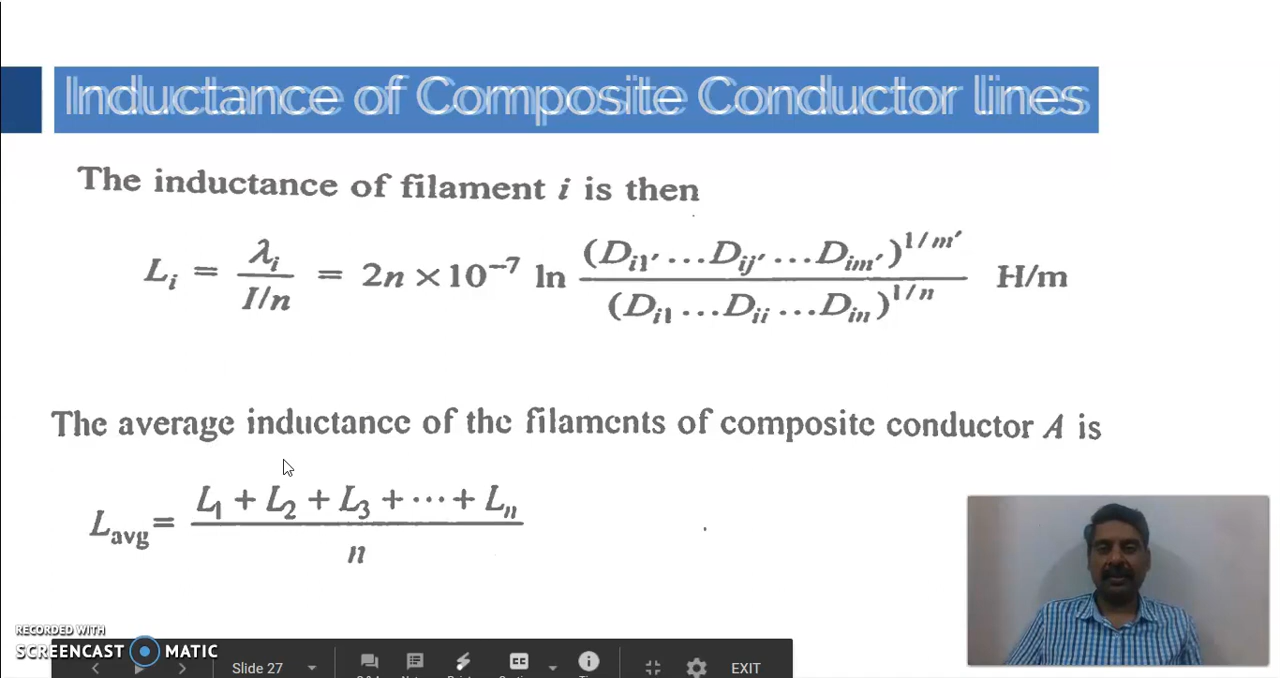 Inductance of Composite Conductor lines
The inductance of filament i is then
L_i = λ_i / (I/n) = 2n × 10^−7 ln (D_i1′ … D_ij′ … D_im′)^1/m′ / (D_i1 … D_ii … D_in)^1/n H/m
The average inductance of the filaments of composite conductor A is
L_avg = (L_1 + L_2 + L_3 + ⋯ + L_n) / n
RECORDED WITH
SCREENCAST MATIC
Slide 27
CC
EXIT